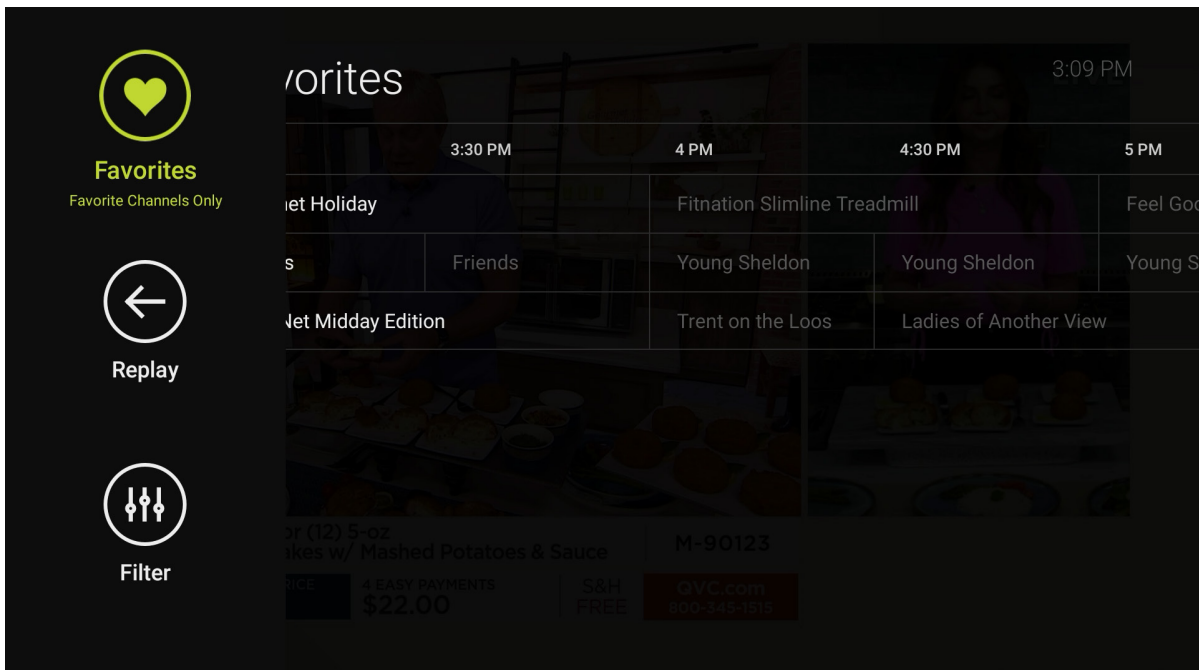 Favorites
Favorite Channels Only
Replay
Filter
vorites
3:09 PM
3:30 PM 4 PM 4:30 PM 5 PM
et Holiday Fitnation Slimline Treadmill Feel Goo
s Friends Young Sheldon Young Sheldon Young S
Net Midday Edition Trent on the Loos Ladies of Another View
or (12) 5-oz
akes w/ Mashed Potatoes & Sauce
M-90123
RICE
4 EASY PAYMENTS
$22.00
S&H
FREE
QVC.com
800-345-1515